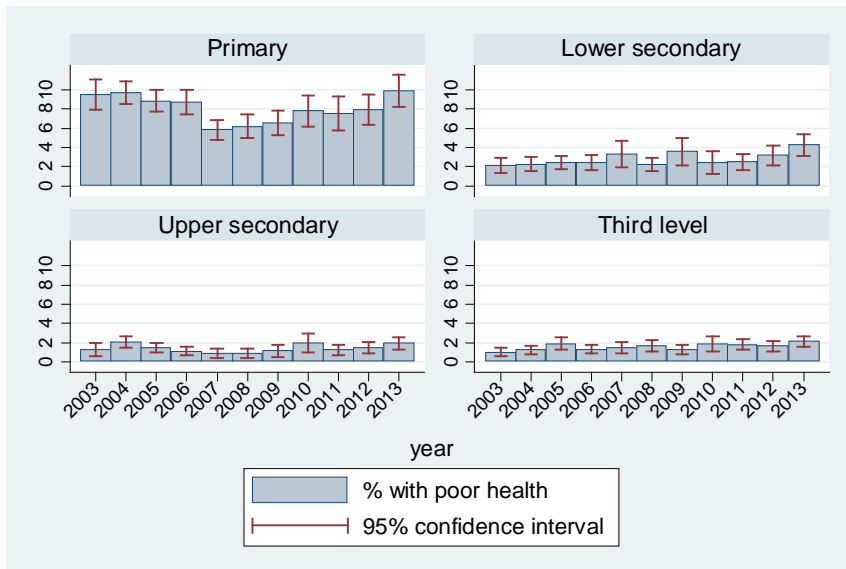 Primary
Lower secondary
0 2 4 6 8 10
0 2 4 6 8 10
Upper secondary
Third level
0 2 4 6 8 10
0 2 4 6 8 10
2003 2004 2005 2006 2007 2008 2009 2010 2011 2012 2013
2003 2004 2005 2006 2007 2008 2009 2010 2011 2012 2013
year
% with poor health
95% confidence interval